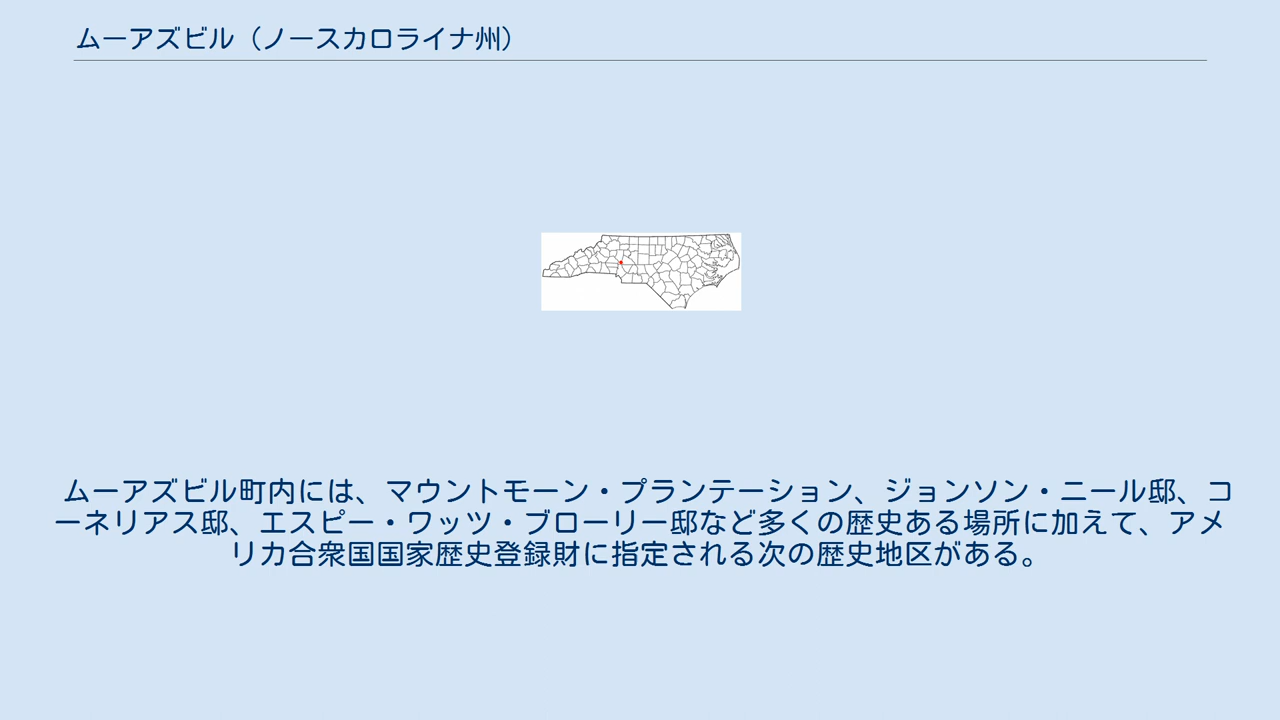 ムーアズビル（ノースカロライナ州）
ムーアズビル町内には、マウントモーン・プランテーション、ジョンソン・ニール邸、コ
ーネリアス邸、エスピー・ワッツ・ブローリー邸など多くの歴史ある場所に加えて、アメ
リカ合衆国国家歴史登録財に指定される次の歴史地区がある。